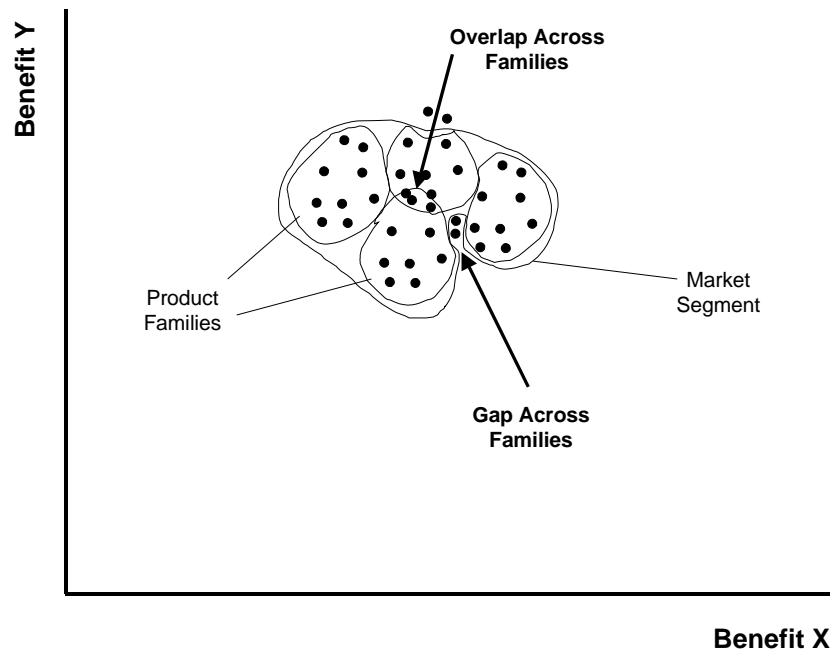 Benefit Y
Overlap Across
Families
Product
Families
Market
Segment
Gap Across
Families
Benefit X